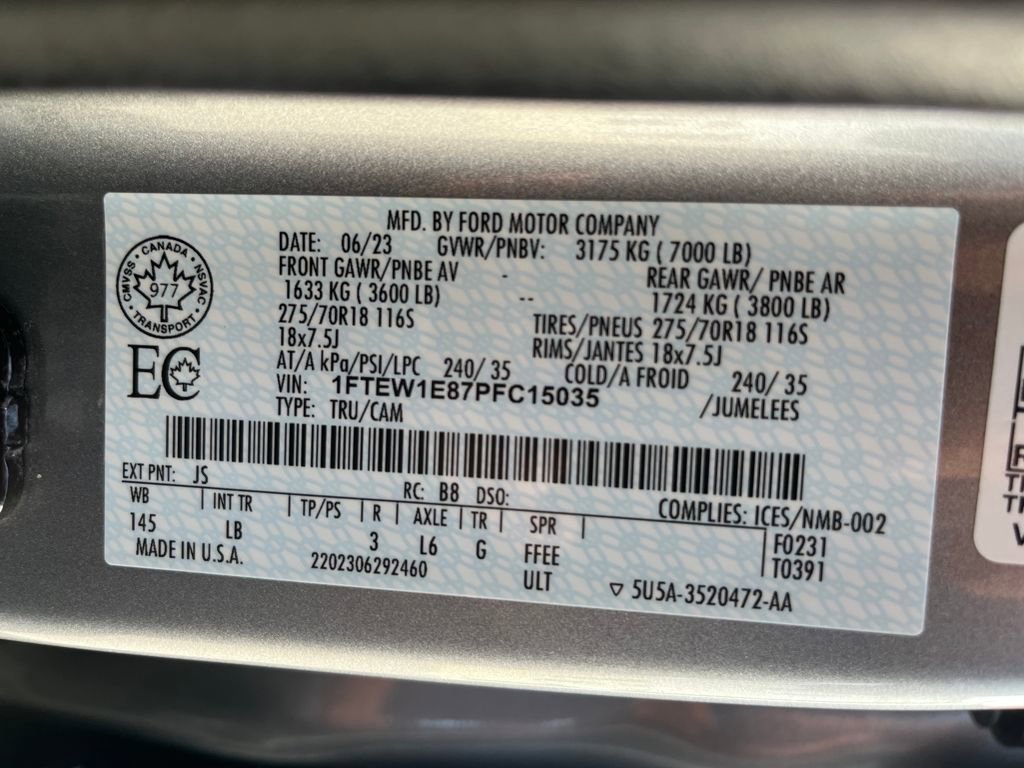 MFD. BY FORD MOTOR COMPANY
DATE: 06/23 GVWR/PNBV: 3175 KG ( 7000 LB)
FRONT GAWR/PNBE AV - REAR GAWR/ PNBE AR
1633 KG ( 3600 LB) -- 1724 KG ( 3800 LB)
275/70R18 116S TIRES/PNEUS 275/70R18 116S
18x7.5J RIMS/JANTES 18x7.5J
AT/A kPa/PSI/LPC 240/ 35 COLD/A FROID 240/ 35
VIN: 1FTEW1E87PFC15035 /JUMELEES
TYPE: TRU/CAM
CANADA
CMVSS 977 NSVAC
TRANSPORT
EC
EXT PNT: JS RC: B8 DSO: COMPLIES: ICES/NMB-002
WB | INT TR | TP/PS | R | AXLE | TR | SPR | F0231
145 LB 3 L6 G FFEE T0391
MADE IN U.S.A. 2202306292460 ULT ▽ 5U5A-3520472-AA